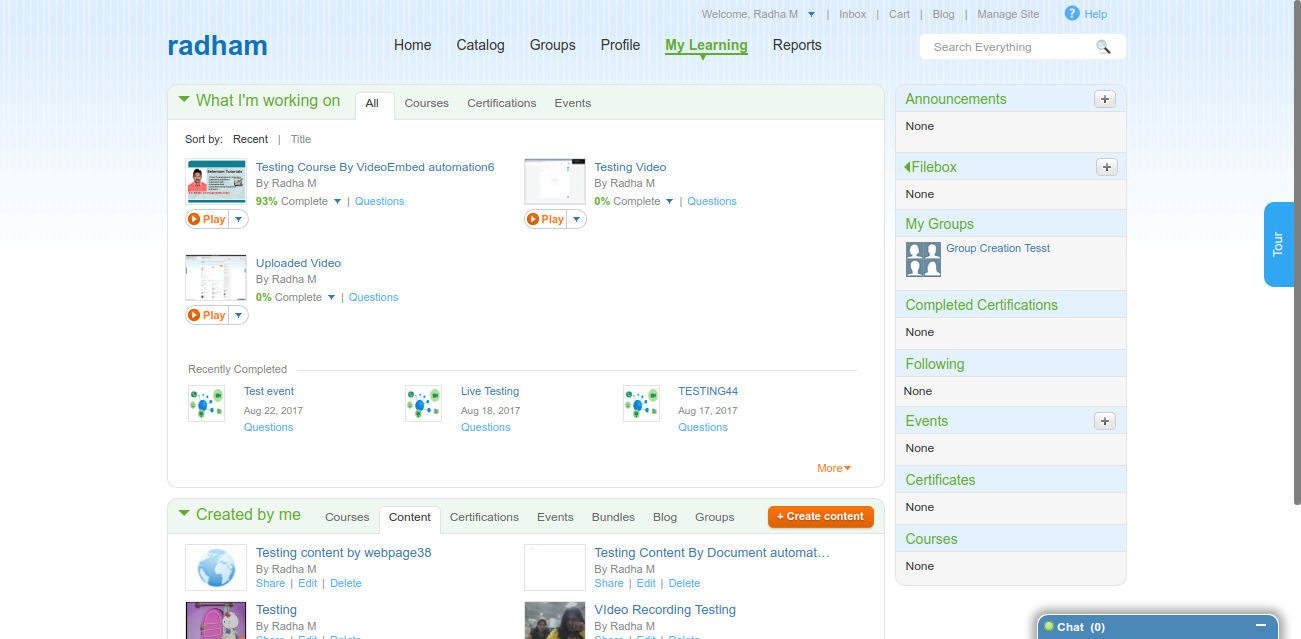 Welcome, Radha M | Inbox | Cart | Blog | Manage Site ? Help
radham
Home Catalog Groups Profile My Learning Reports
Search Everything
What I'm working on All Courses Certifications Events
Sort by: Recent | Title
Testing Course By VideoEmbed automation6
By Radha M
93% Complete | Questions
Play
Testing Video
By Radha M
0% Complete | Questions
Play
Uploaded Video
By Radha M
0% Complete | Questions
Play
Recently Completed
Test event
Aug 22, 2017
Questions
Live Testing
Aug 18, 2017
Questions
TESTING44
Aug 17, 2017
Questions
More
Created by me Courses Content Certifications Events Bundles Blog Groups + Create content
Testing content by webpage38
By Radha M
Share | Edit | Delete
Testing Content By Document automat…
By Radha M
Share | Edit | Delete
Testing
By Radha M
Share | Edit | Delete
VIdeo Recording Testing
By Radha M
Share | Edit | Delete
Announcements +
None
Filebox +
None
My Groups
Group Creation Tesst
Completed Certifications
None
Following
None
Events +
None
Certificates
None
Courses
None
Tour
Chat (0)